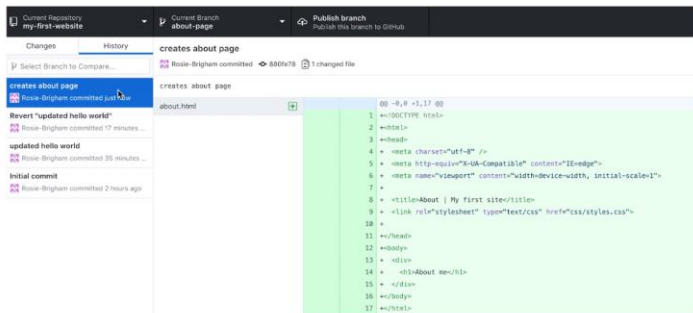 Current Repository
my-first-website
Current Branch
about-page
Publish branch
Publish this branch to GitHub
Changes
History
Select Branch to Compare...
creates about page
Rosie-Brigham committed just now
Revert "updated hello world"
Rosie-Brigham committed 17 minutes ...
updated hello world
Rosie-Brigham committed 35 minutes ...
Initial commit
Rosie-Brigham committed 2 hours ago
creates about page
Rosie-Brigham committed 880fe78 1 changed file
creates about page
about.html
@@ -0,0 +1,17 @@
1 +<!DOCTYPE html>
2 +<html>
3 +<head>
4 + <meta charset="utf-8" />
5 + <meta http-equiv="X-UA-Compatible" content="IE=edge">
6 + <meta name="viewport" content="width=device-width, initial-scale=1">
7 +
8 + <title>About | My first site</title>
9 + <link rel="stylesheet" type="text/css" href="css/styles.css">
10 +
11 +</head>
12 +<body>
13 + <div>
14 + <h1>About me</h1>
15 + </div>
16 +</body>
17 +</html>